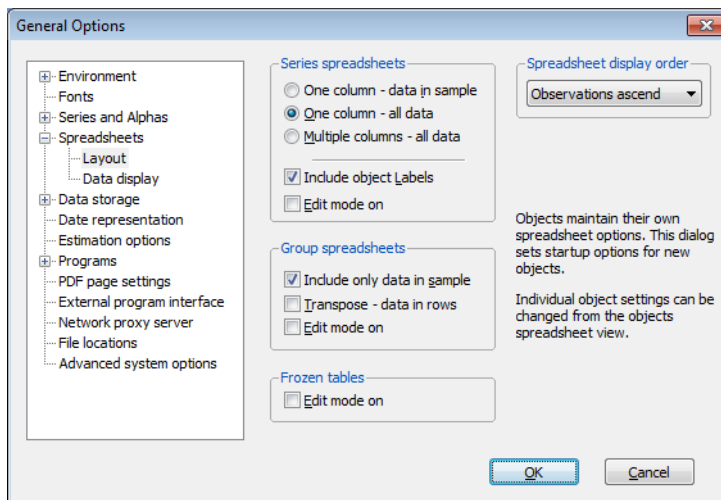 General Options
Environment
Fonts
Series and Alphas
Spreadsheets
Layout
Data display
Data storage
Date representation
Estimation options
Programs
PDF page settings
External program interface
Network proxy server
File locations
Advanced system options
Series spreadsheets
One column - data in sample
One column - all data
Multiple columns - all data
Include object Labels
Edit mode on
Group spreadsheets
Include only data in sample
Transpose - data in rows
Edit mode on
Frozen tables
Edit mode on
Spreadsheet display order
Observations ascend
Objects maintain their own
spreadsheet options. This dialog
sets startup options for new
objects.
Individual object settings can be
changed from the objects
spreadsheet view.
OK
Cancel